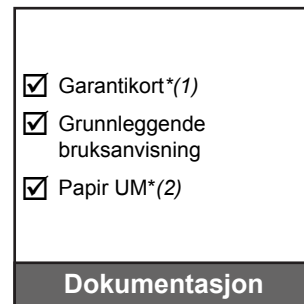 ☑ Garantikort*(1)
☑ Grunnleggende
bruksanvisning
☑ Papir UM*(2)
Dokumentasjon